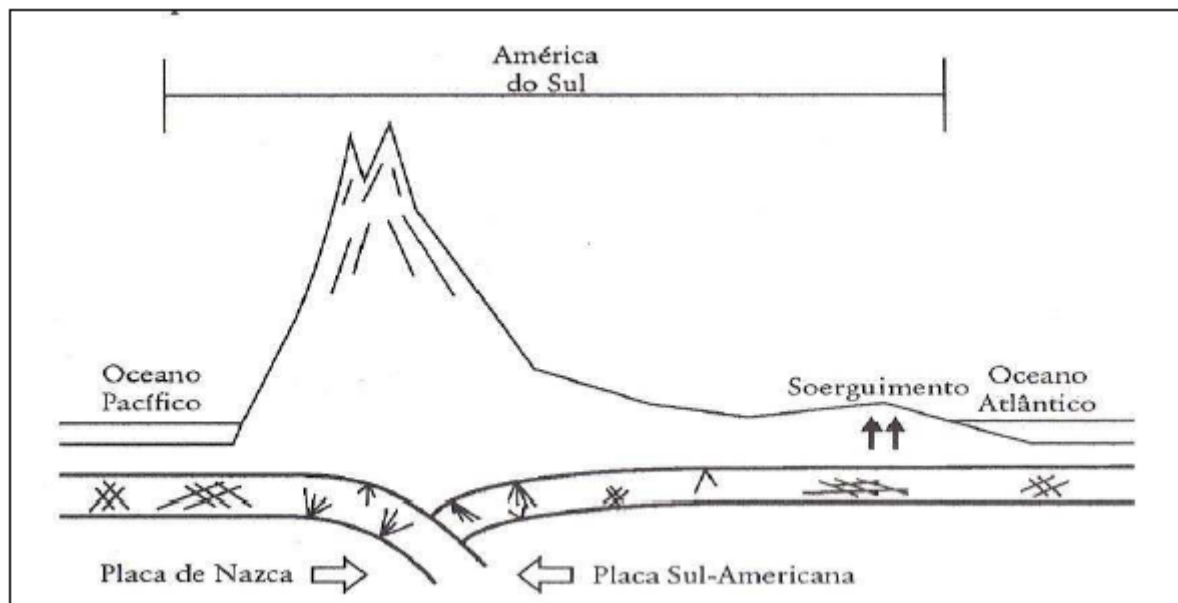 América
do Sul
Oceano
Pacífico
Soerguimento
Oceano
Atlântico
Placa de Nazca
Placa Sul-Americana